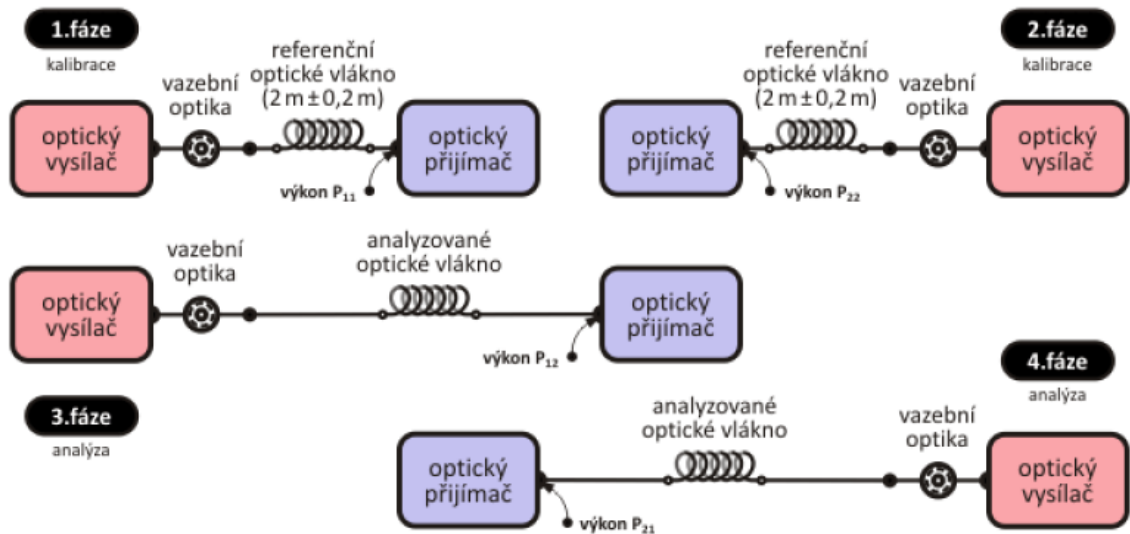 1.fáze
kalibrace
vazební
optika
referenční
optické vlákno
(2 m ± 0,2 m)
optický
vysílač
optický
přijímač
výkon P₁₁
2.fáze
kalibrace
referenční
optické vlákno
(2 m ± 0,2 m)
vazební
optika
optický
přijímač
optický
vysílač
výkon P₂₂
vazební
optika
analyzované
optické vlákno
optický
vysílač
optický
přijímač
výkon P₁₂
3.fáze
analýza
4.fáze
analýza
analyzované
optické vlákno
vazební
optika
optický
přijímač
optický
vysílač
výkon P₂₁